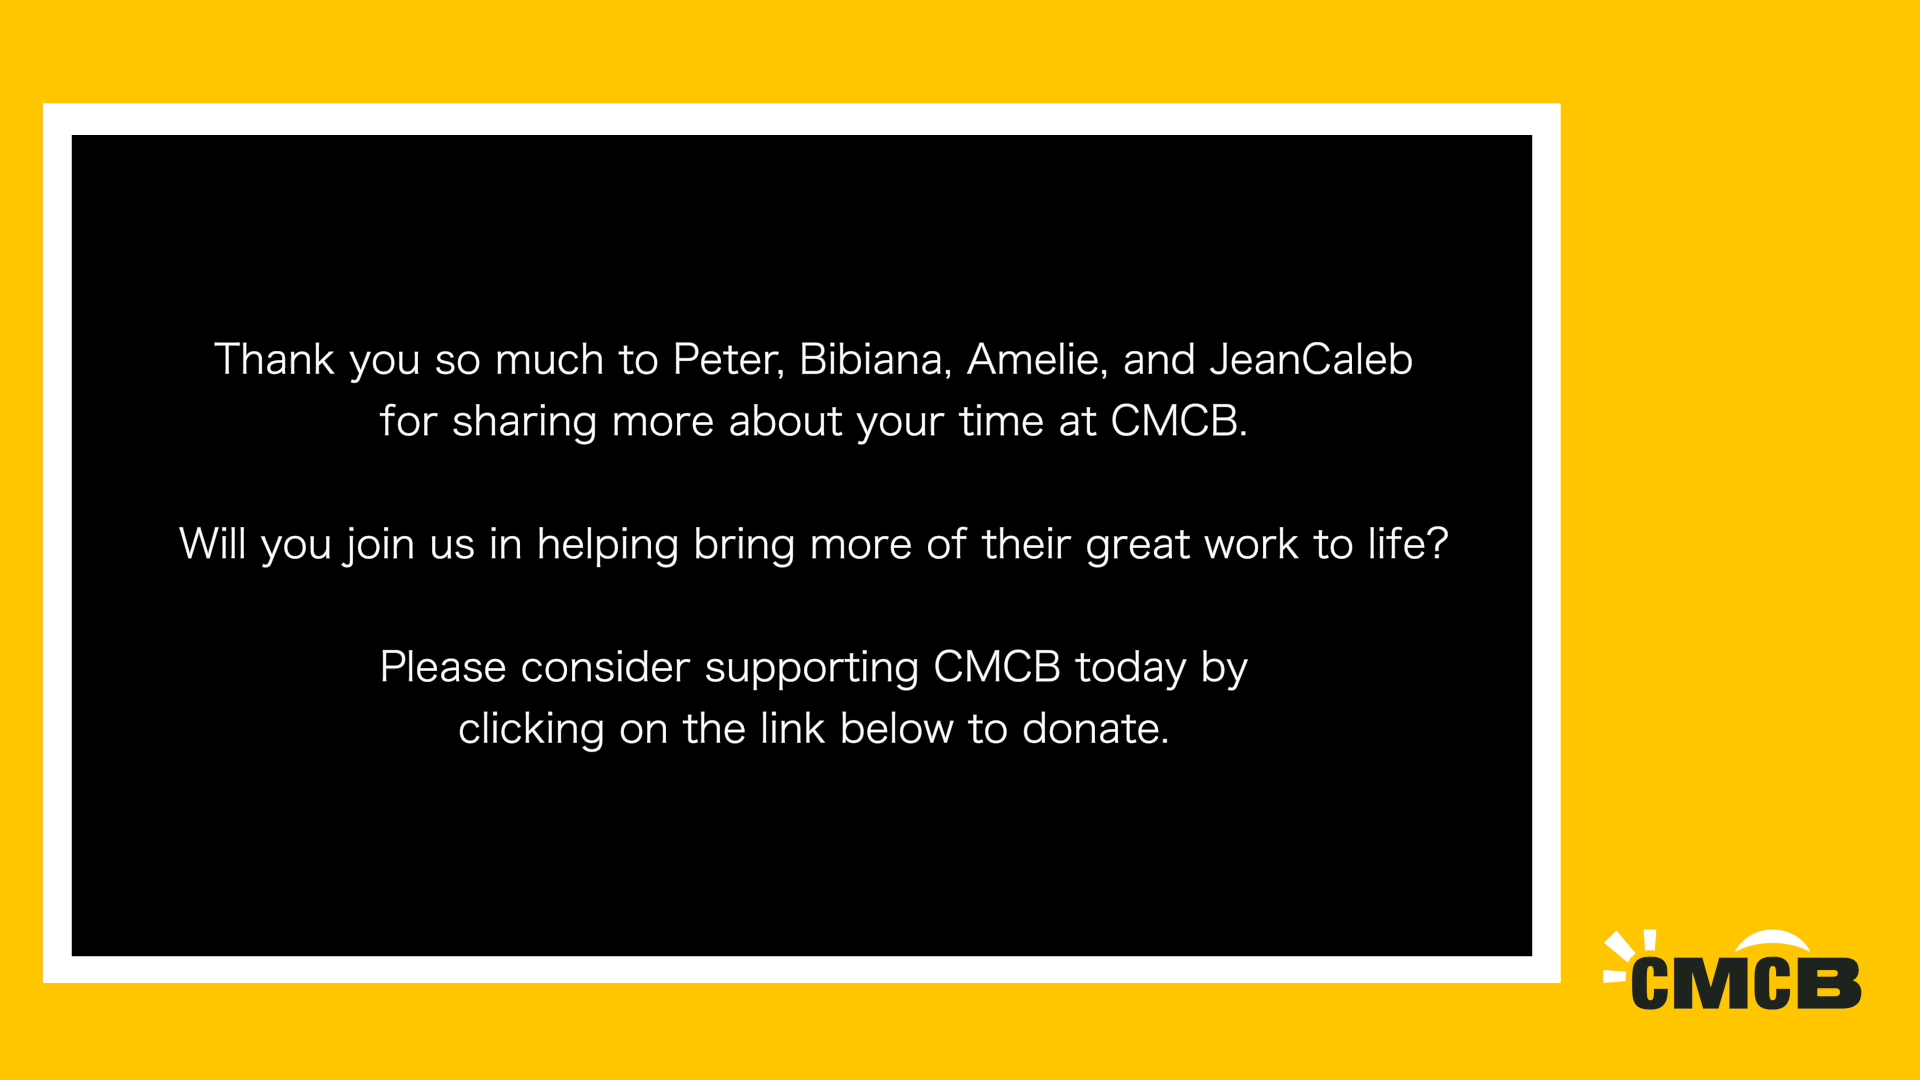 Thank you so much to Peter, Bibiana, Amelie, and JeanCaleb
for sharing more about your time at CMCB.
Will you join us in helping bring more of their great work to life?
Please consider supporting CMCB today by
clicking on the link below to donate.
CMCB